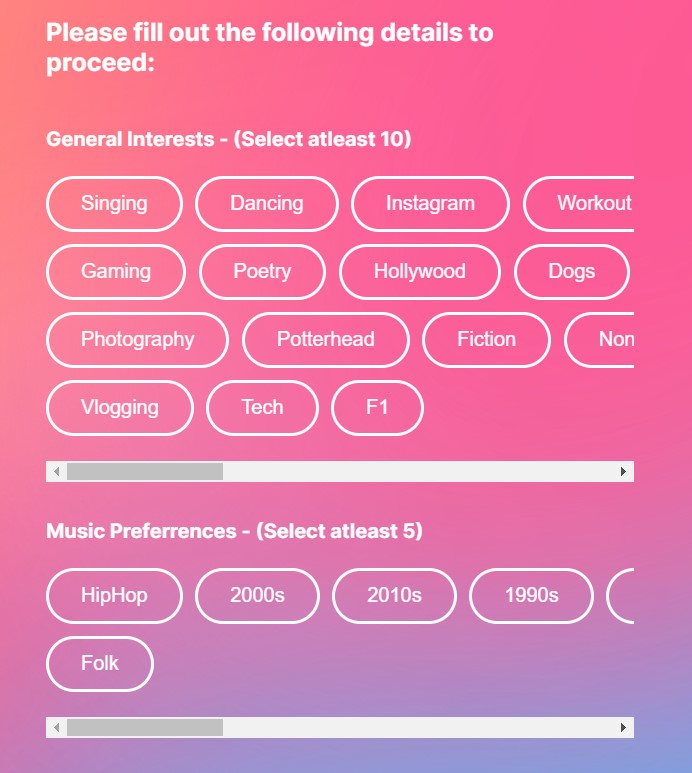 Please fill out the following details to
proceed:
General Interests - (Select atleast 10)
Singing Dancing Instagram Workout
Gaming Poetry Hollywood Dogs
Photography Potterhead Fiction Non
Vlogging Tech F1
Music Preferrences - (Select atleast 5)
HipHop 2000s 2010s 1990s
Folk